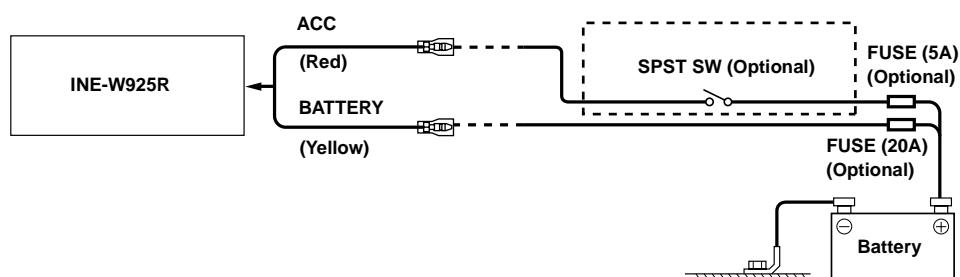 ACC
(Red)
INE-W925R
BATTERY
(Yellow)
SPST SW (Optional)
FUSE (5A)
(Optional)
FUSE (20A)
(Optional)
Battery